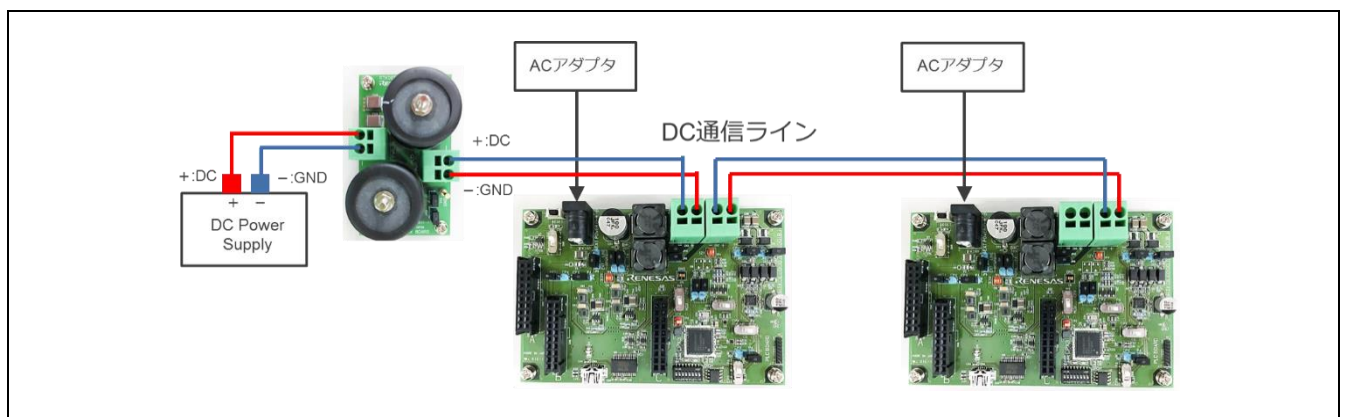 ACアダプタ
ACアダプタ
DC通信ライン
+:DC
−:GND
+:DC
−:GND
+ −
DC Power
Supply
RENESAS
RENESAS
A
B
C
A
B
C